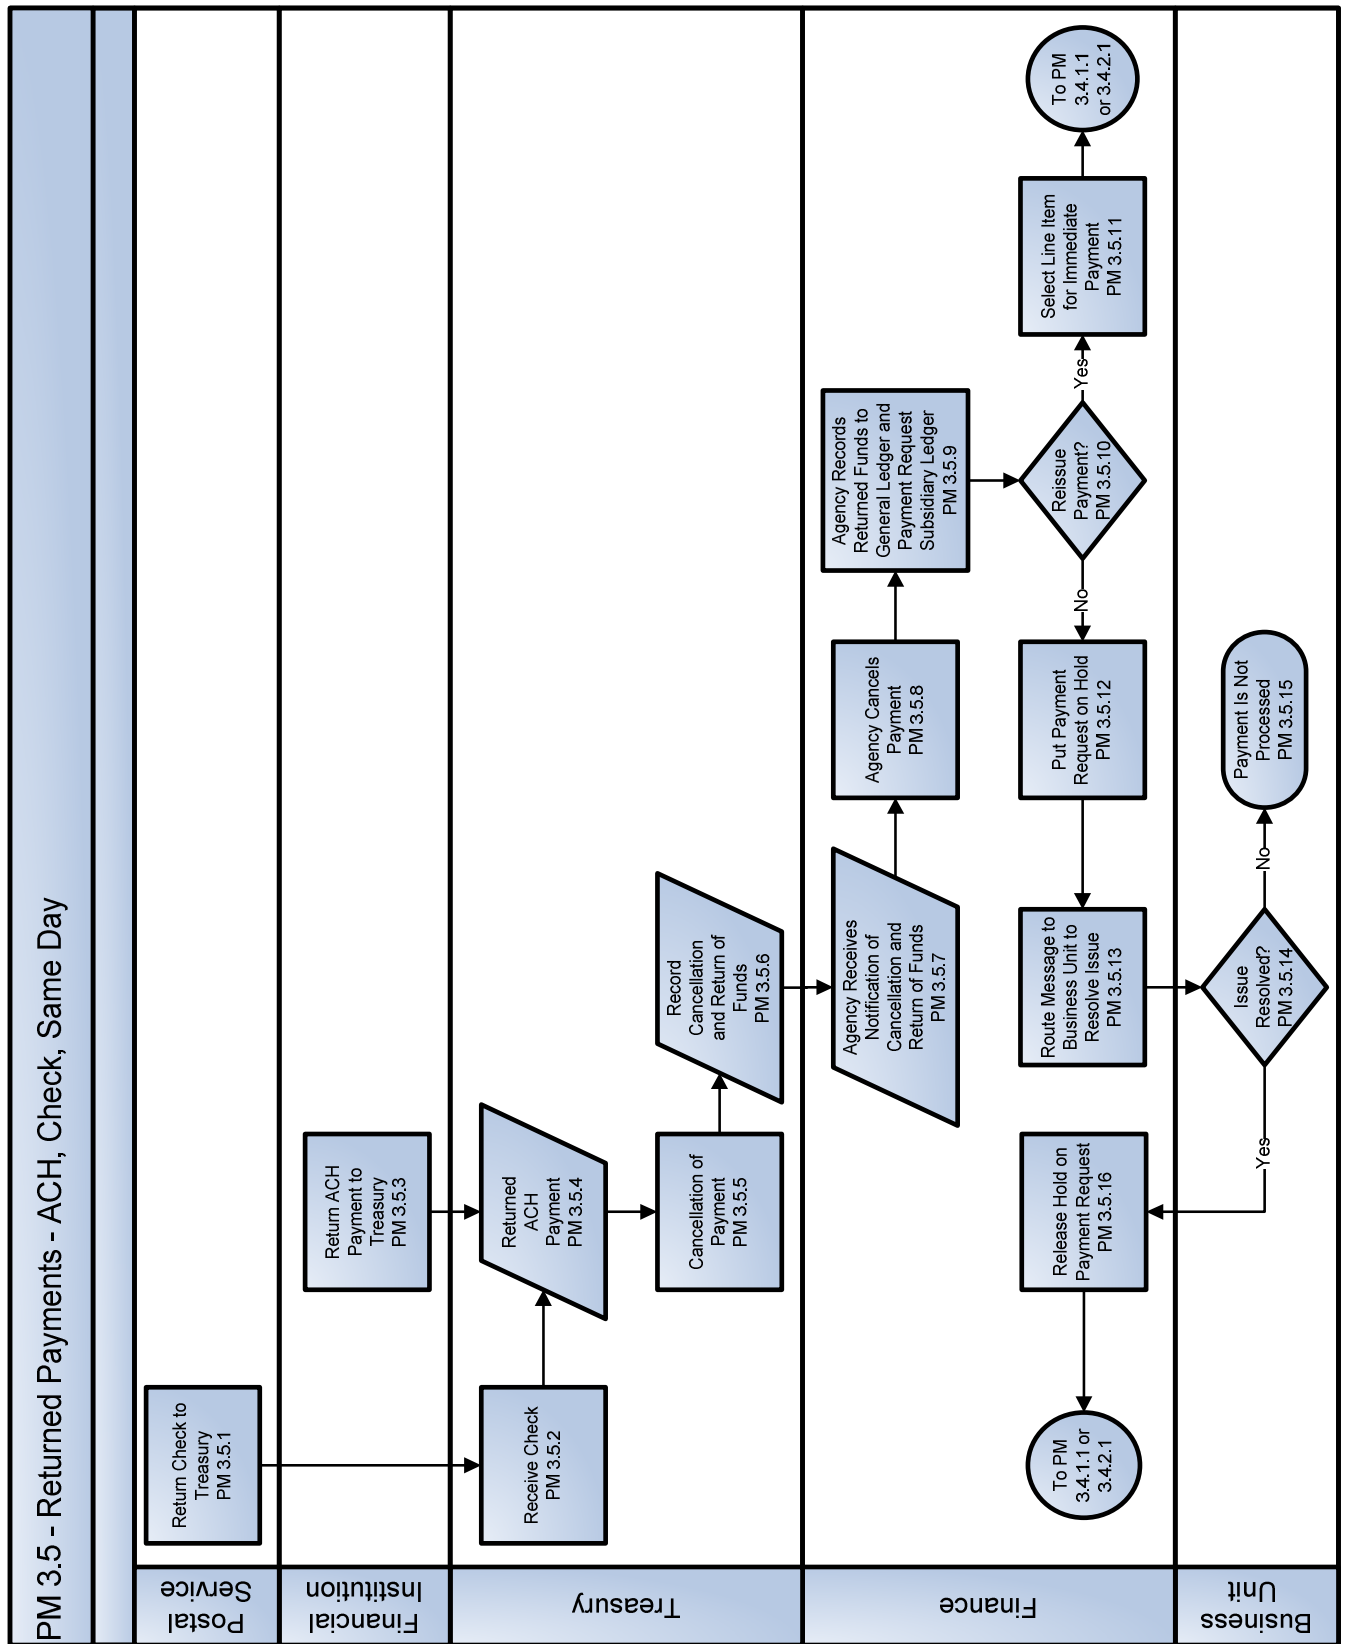 PM 3.5 - Returned Payments - ACH, Check, Same Day
Postal
Service
Return Check to
Treasury
PM 3.5.1
Financial
Institution
Return ACH
Payment to
Treasury
PM 3.5.3
Treasury
Receive Check
PM 3.5.2
Returned
ACH
Payment
PM 3.5.4
Cancellation of
Payment
PM 3.5.5
Record
Cancellation
and Return of
Funds
PM 3.5.6
Finance
Agency Receives
Notification of
Cancellation and
Return of Funds
PM 3.5.7
Agency Cancels
Payment
PM 3.5.8
Agency Records
Returned Funds to
General Ledger and
Payment Request
Subsidiary Ledger
PM 3.5.9
Reissue
Payment?
PM 3.5.10
Yes
Select Line Item
for Immediate
Payment
PM 3.5.11
To PM
3.4.1.1
or 3.4.2.1
No
Put Payment
Request on Hold
PM 3.5.12
Route Message to
Business Unit to
Resolve Issue
PM 3.5.13
Release Hold on
Payment Request
PM 3.5.16
To PM
3.4.1.1 or
3.4.2.1
Business
Unit
Issue
Resolved?
PM 3.5.14
Yes
No
Payment Is Not
Processed
PM 3.5.15